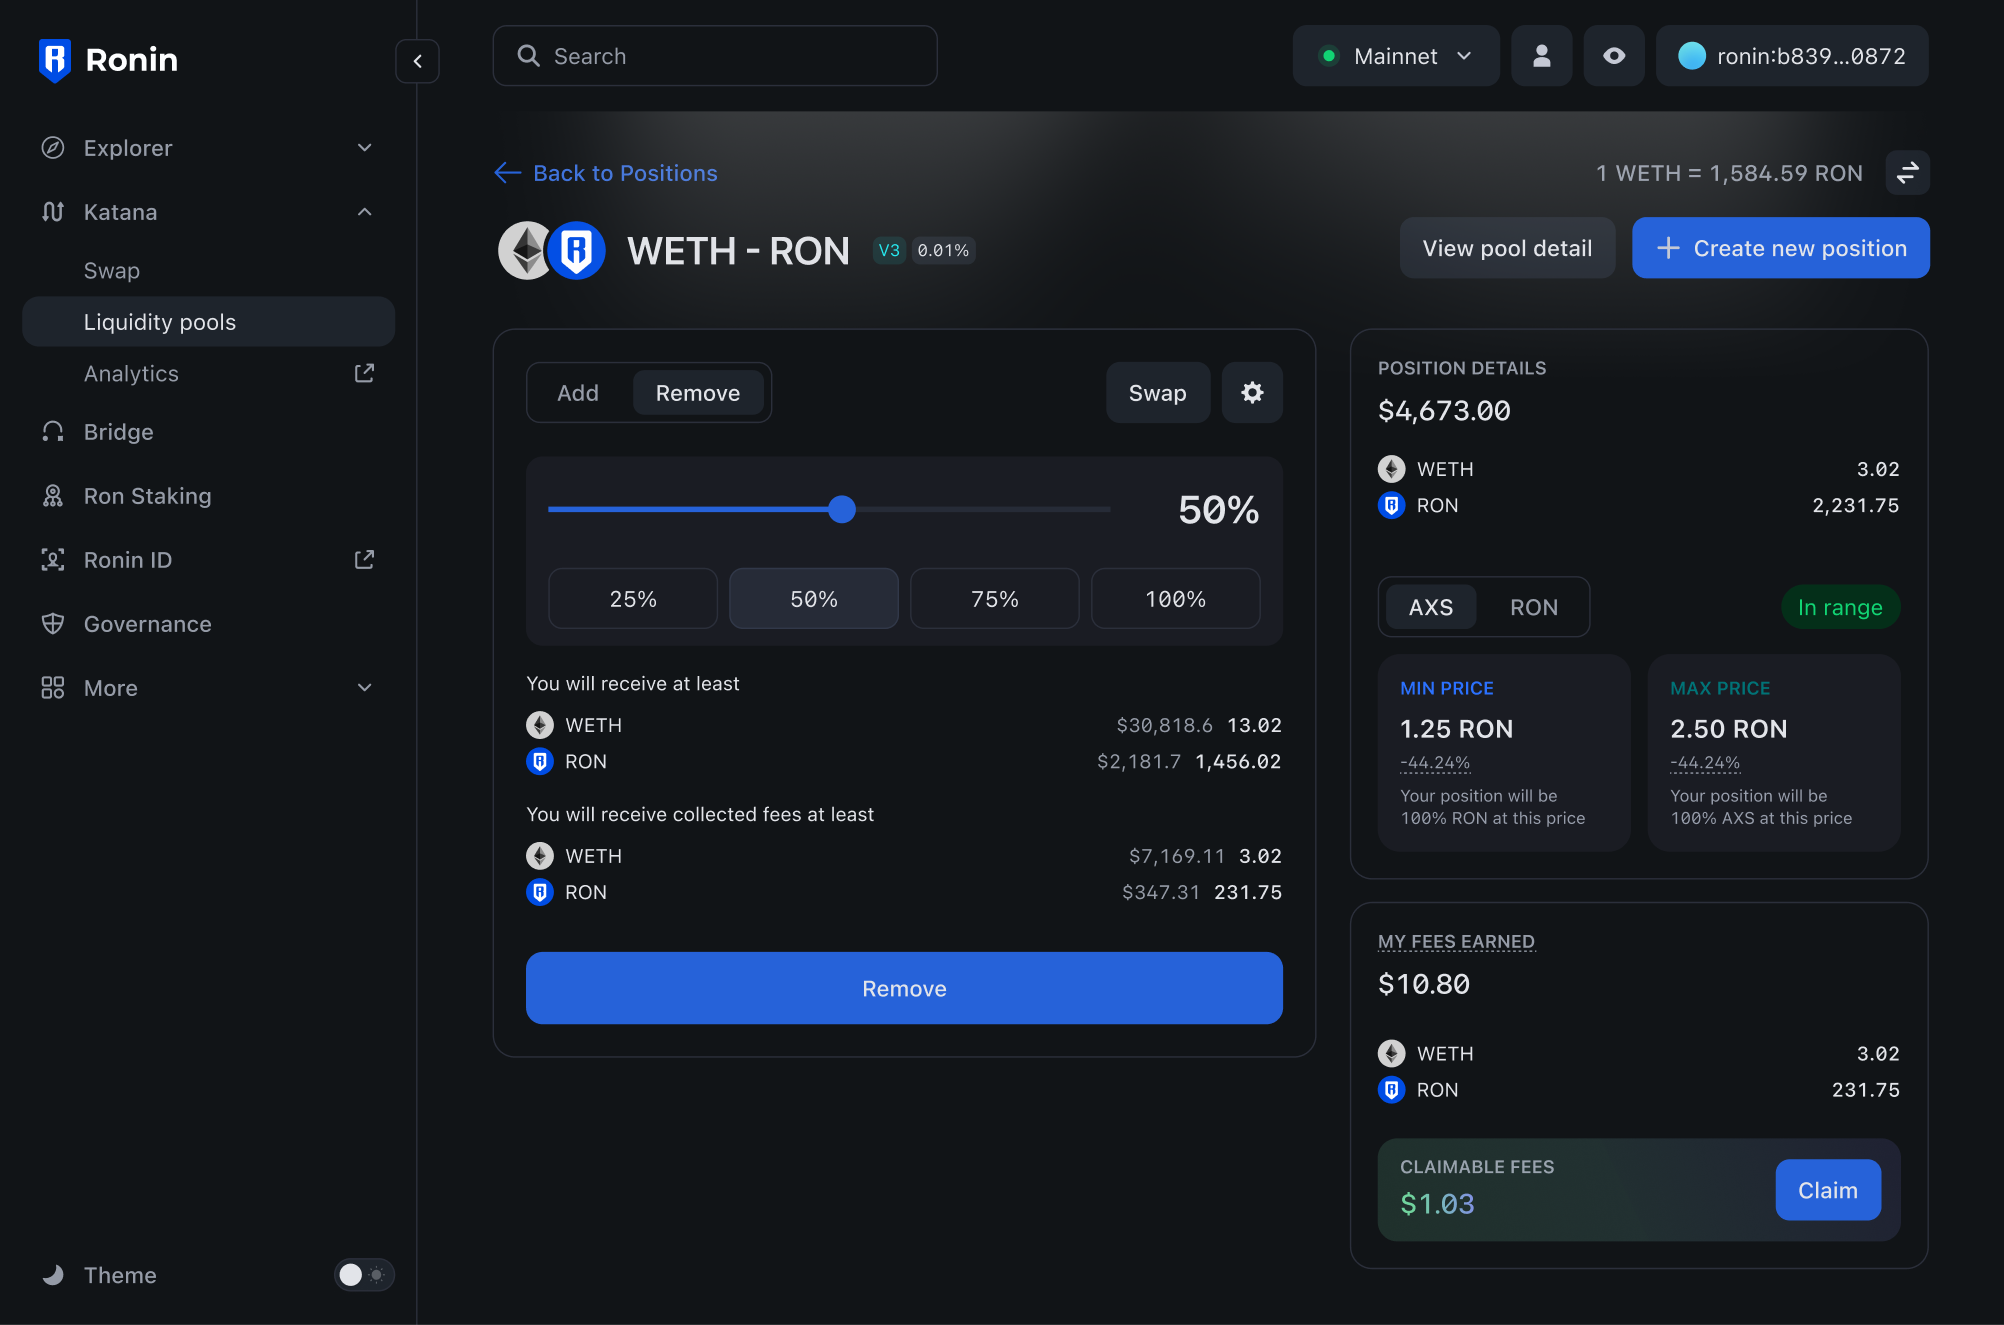 Ronin
Search
Mainnet
ronin:b839...0872
Explorer
Katana
Swap
Liquidity pools
Analytics
Bridge
Ron Staking
Ronin ID
Governance
More
Theme
Back to Positions
1 WETH = 1,584.59 RON
WETH - RON V3 0.01%
View pool detail
Create new position
Add Remove
Swap
50%
25% 50% 75% 100%
You will receive at least
WETH $30,818.6 13.02
RON $2,181.7 1,456.02
You will receive collected fees at least
WETH $7,169.11 3.02
RON $347.31 231.75
Remove
POSITION DETAILS
$4,673.00
WETH 3.02
RON 2,231.75
AXS RON
In range
MIN PRICE
1.25 RON
-44.24%
Your position will be
100% RON at this price
MAX PRICE
2.50 RON
-44.24%
Your position will be
100% AXS at this price
MY FEES EARNED
$10.80
WETH 3.02
RON 231.75
CLAIMABLE FEES
$1.03
Claim